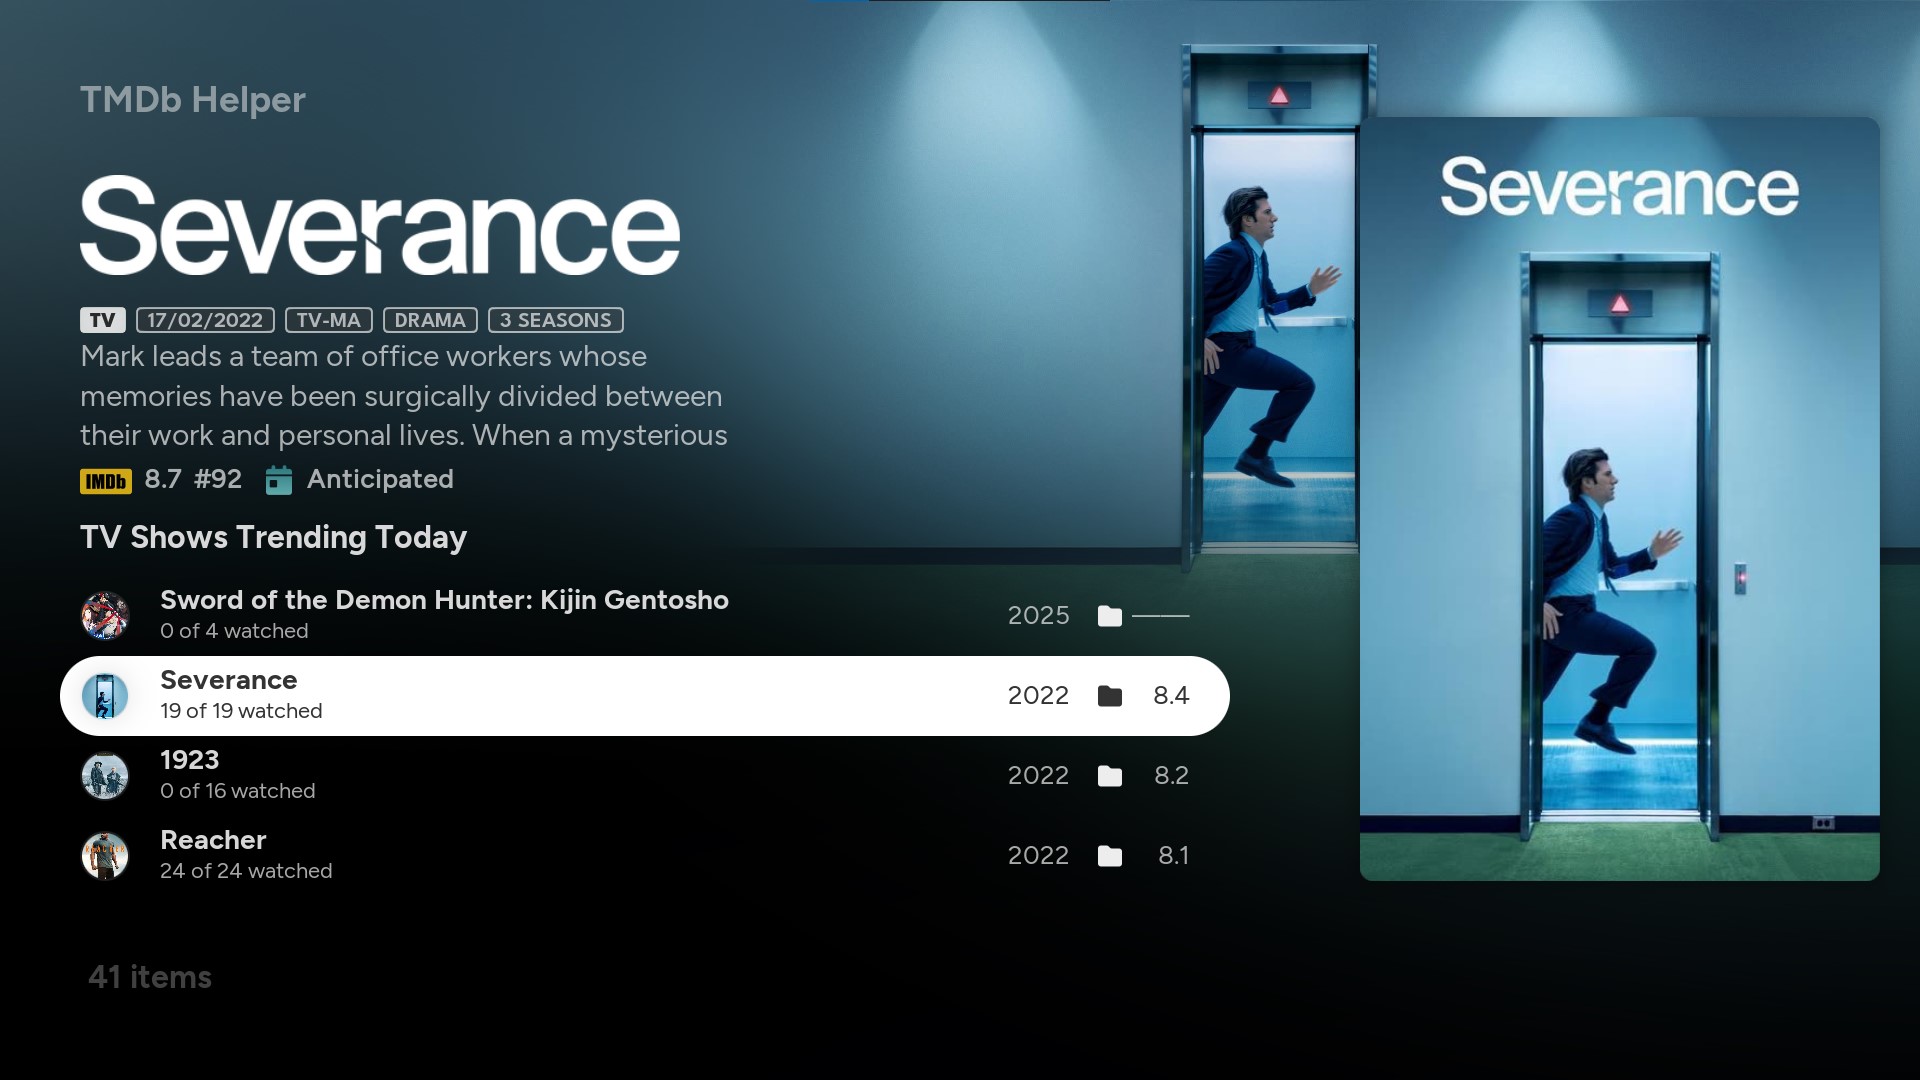 TMDb Helper
Severance
TV 17/02/2022 TV-MA DRAMA 3 SEASONS
Mark leads a team of office workers whose
memories have been surgically divided between
their work and personal lives. When a mysterious
IMDb 8.7 #92 Anticipated
TV Shows Trending Today
Sword of the Demon Hunter: Kijin Gentosho
0 of 4 watched
2025
Severance
19 of 19 watched
2022 8.4
1923
0 of 16 watched
2022 8.2
Reacher
24 of 24 watched
2022 8.1
41 items
Severance
REACHER